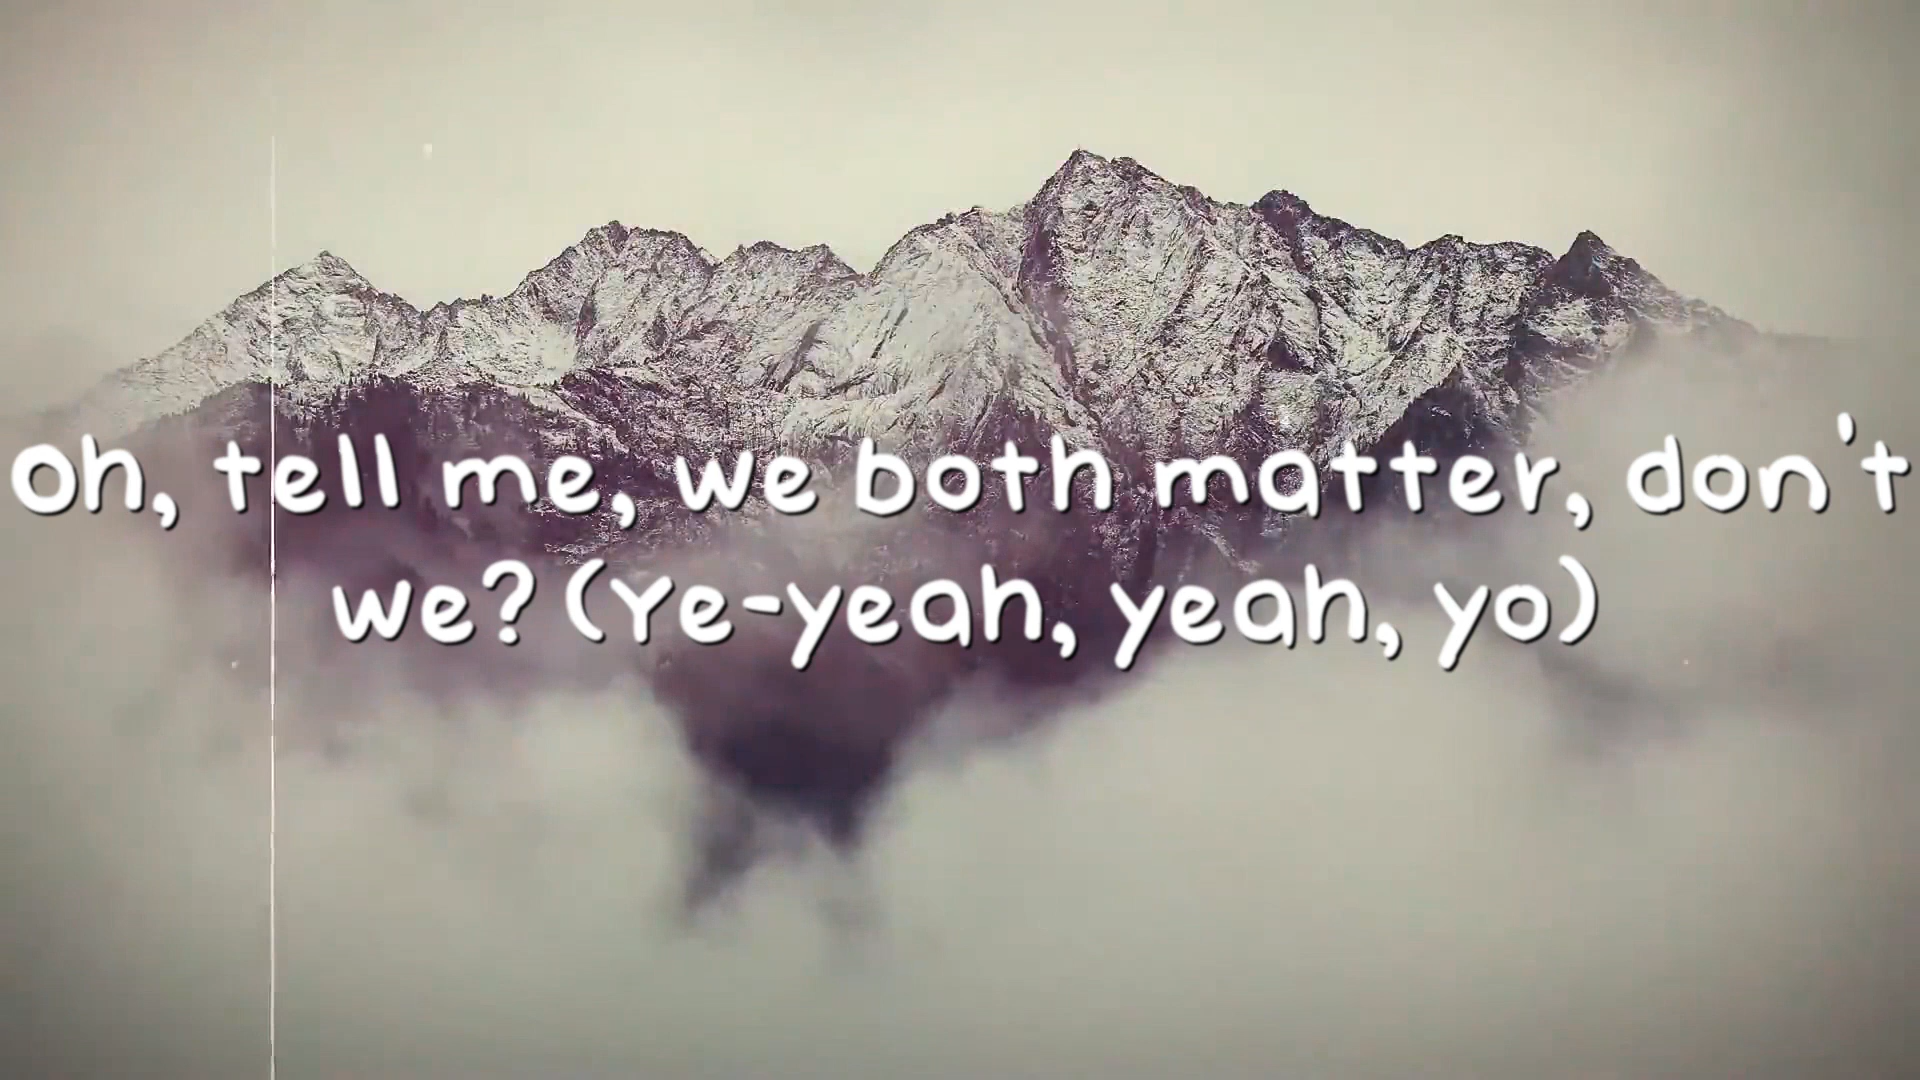 Oh, tell me, we both matter, don't
we? (Ye-yeah, yeah, yo)